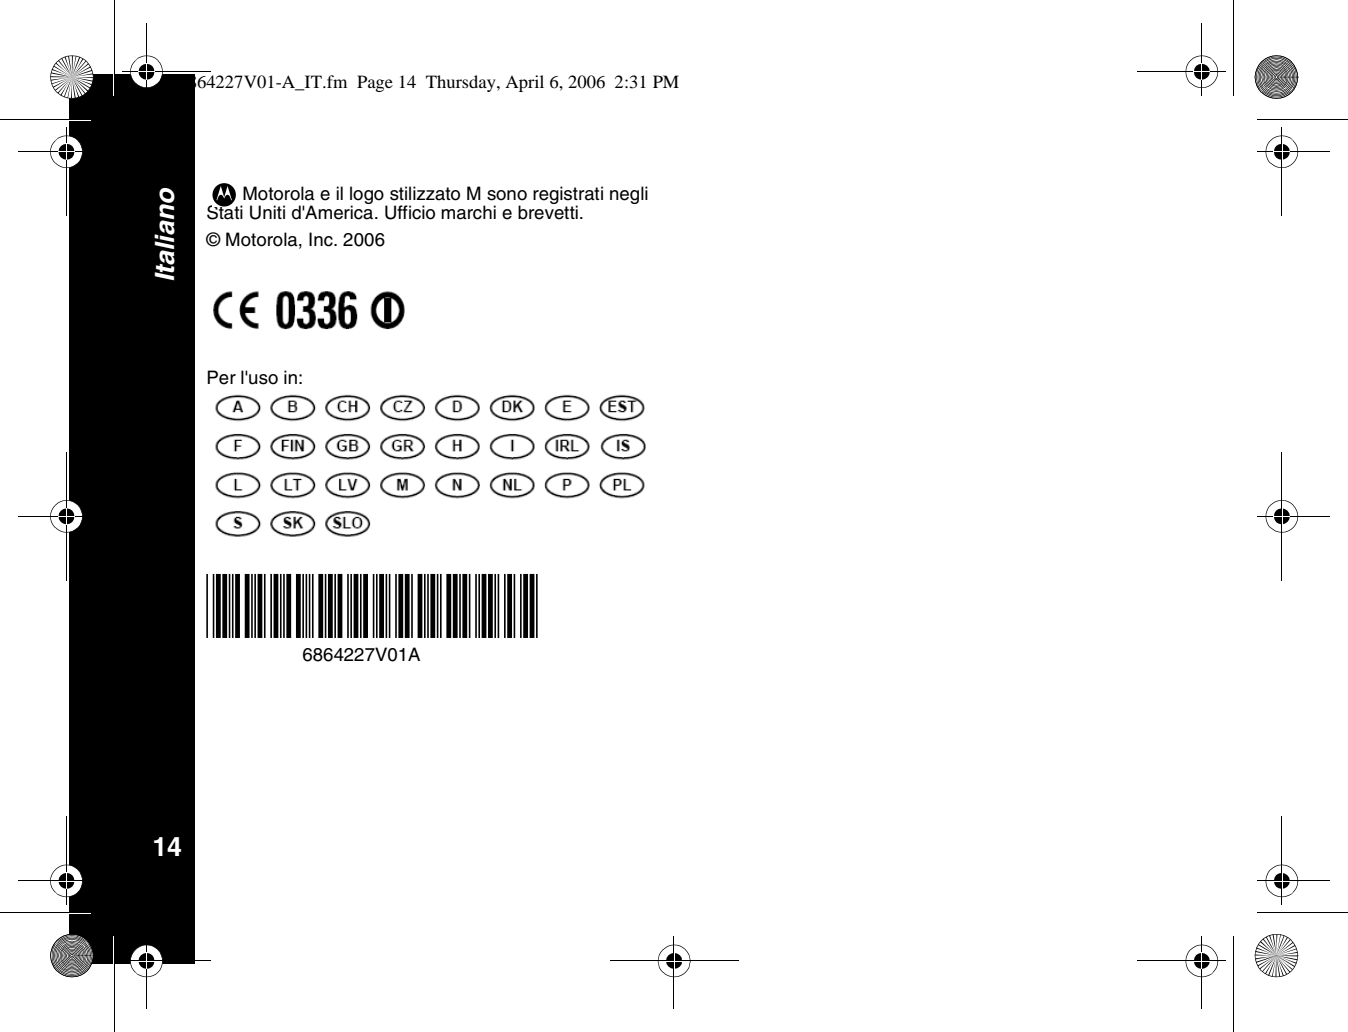 64227V01-A_IT.fm  Page 14  Thursday, April 6, 2006  2:31 PM
Italiano
Motorola e il logo stilizzato M sono registrati negli
Stati Uniti d'America. Ufficio marchi e brevetti.
© Motorola, Inc. 2006
CE 0336
Per l'uso in:
A B CH CZ D DK E EST
F FIN GB GR H I IRL IS
L LT LV M N NL P PL
S SK SLO
6864227V01A
14